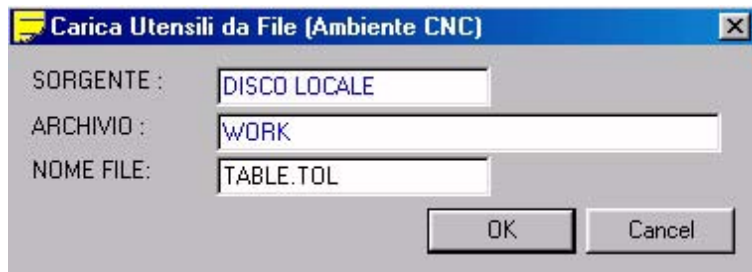 Carica Utensili da File (Ambiente CNC)
SORGENTE : DISCO LOCALE
ARCHIVIO : WORK
NOME FILE: TABLE.TOL
OK Cancel